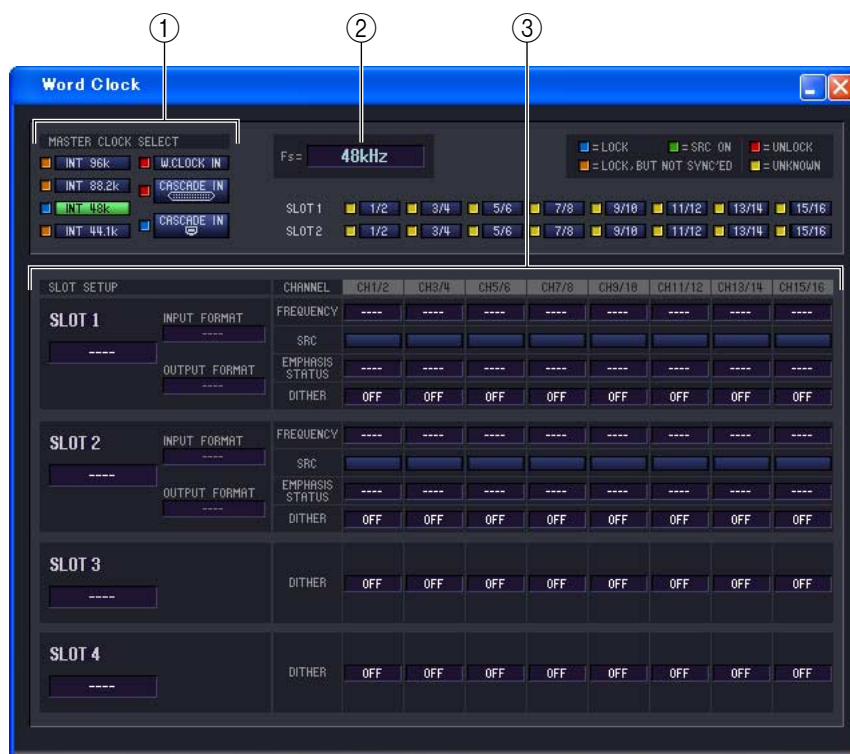 1 2 3
Word Clock
MASTER CLOCK SELECT
INT 96k W.CLOCK IN
INT 88.2k CASCADE IN
INT 48k CASCADE IN
INT 44.1k
Fs= 48kHz
=LOCK =SRC ON =UNLOCK
=LOCK, BUT NOT SYNC'ED =UNKNOWN
SLOT1 1/2 3/4 5/6 7/8 9/10 11/12 13/14 15/16
SLOT2 1/2 3/4 5/6 7/8 9/10 11/12 13/14 15/16
SLOT SETUP CHANNEL CH1/2 CH3/4 CH5/6 CH7/8 CH9/10 CH11/12 CH13/14 CH15/16
SLOT 1 INPUT FORMAT FREQUENCY ---- ---- ---- ---- ---- ---- ---- ----
----
SRC
----
OUTPUT FORMAT EMPHASIS STATUS ---- ---- ---- ---- ---- ---- ---- ----
----
DITHER OFF OFF OFF OFF OFF OFF OFF OFF
SLOT 2 INPUT FORMAT FREQUENCY ---- ---- ---- ---- ---- ---- ---- ----
----
SRC
----
OUTPUT FORMAT EMPHASIS STATUS ---- ---- ---- ---- ---- ---- ---- ----
----
DITHER OFF OFF OFF OFF OFF OFF OFF OFF
SLOT 3
---- DITHER OFF OFF OFF OFF OFF OFF OFF OFF
SLOT 4
---- DITHER OFF OFF OFF OFF OFF OFF OFF OFF